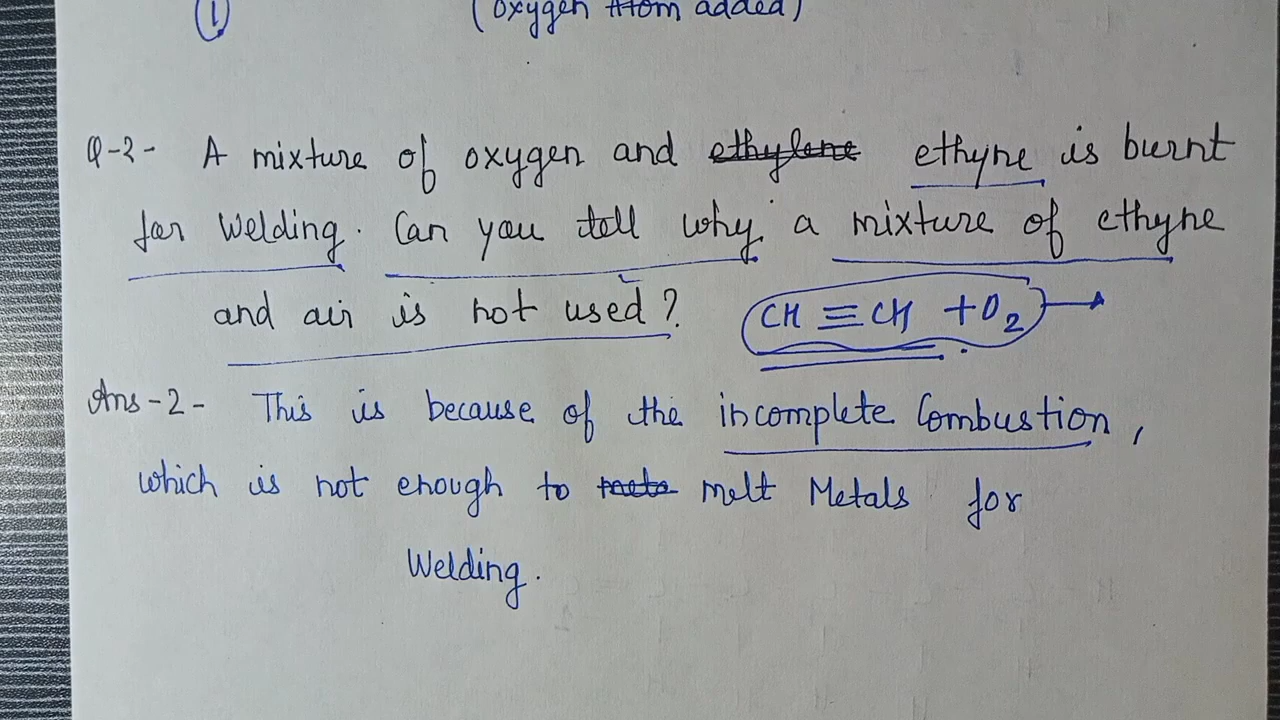 (1) (oxygen Atom added)
Q-2- A mixture of oxygen and ethylene ethyne is burnt
for Welding. Can you tell why a mixture of ethyne
and air is not used?
CH ≡ CH + O₂ →
Ans-2- This is because of the incomplete Combustion,
which is not enough to melt Metals for
Welding.